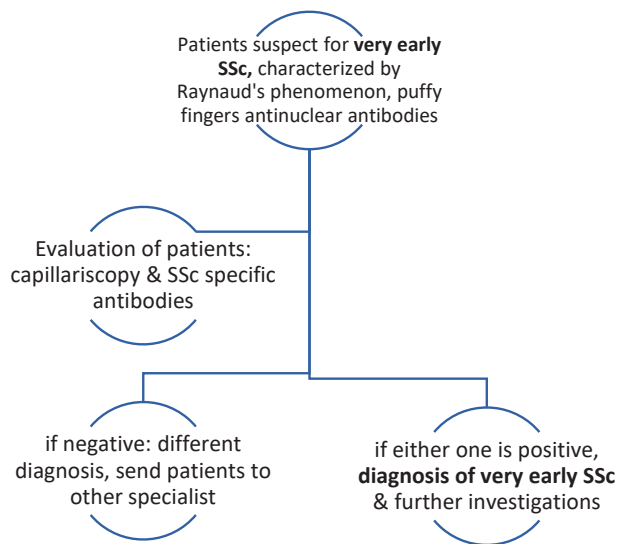 Patients suspect for very early
SSc, characterized by
Raynaud's phenomenon, puffy
fingers antinuclear antibodies
Evaluation of patients:
capillariscopy & SSc specific
antibodies
if negative: different
diagnosis, send patients to
other specialist
if either one is positive,
diagnosis of very early SSc
& further investigations